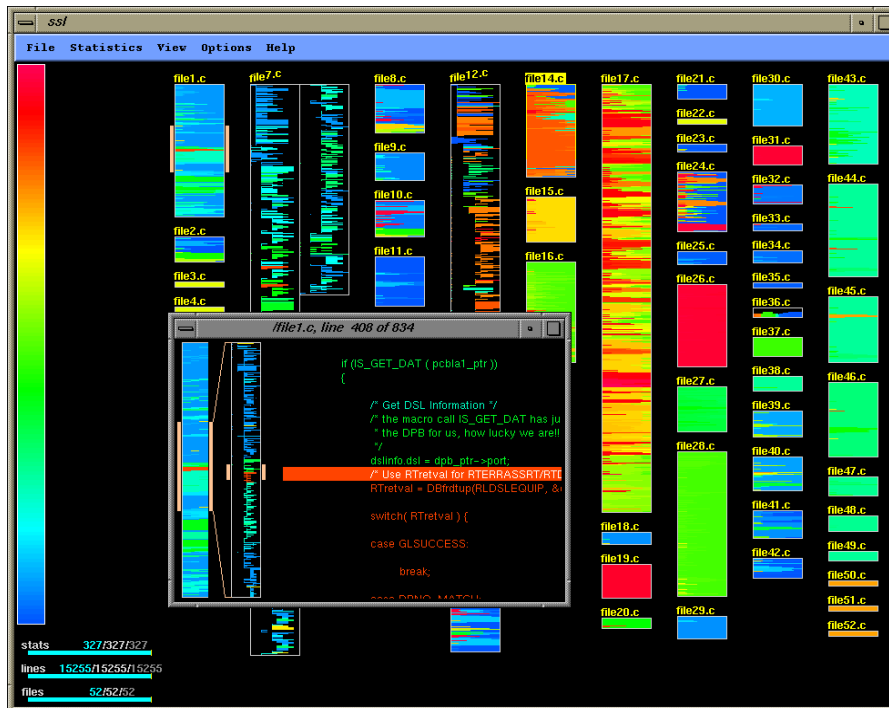 ssl
File Statistics View Options Help
file1.c
file2.c
file3.c
file4.c
file7.c
file8.c
file9.c
file10.c
file11.c
file12.c
file14.c
file15.c
file16.c
file17.c
file18.c
file19.c
file20.c
file21.c
file22.c
file23.c
file24.c
file25.c
file26.c
file27.c
file28.c
file29.c
file30.c
file31.c
file32.c
file33.c
file34.c
file35.c
file36.c
file37.c
file38.c
file39.c
file40.c
file41.c
file42.c
file43.c
file44.c
file45.c
file46.c
file47.c
file48.c
file49.c
file50.c
file51.c
file52.c
/file1.c, line 408 of 834
if (IS_GET_DAT ( pcbla1_ptr ))
{
/* Get DSL Information */
/* the macro call IS_GET_DAT has ju
* the DPB for us, how lucky we are!!
*/
dslinfo.dsl = dpb_ptr->port;
/* Use RTretval for RTERRASSRT/RTD
RTretval = DBfrdtup(RLDSLEQUIP, &
switch( RTretval ) {
case GLSUCCESS:
break;
case DBNO_MATCH:
stats 327/327/327
lines 15255/15255/15255
files 52/52/52